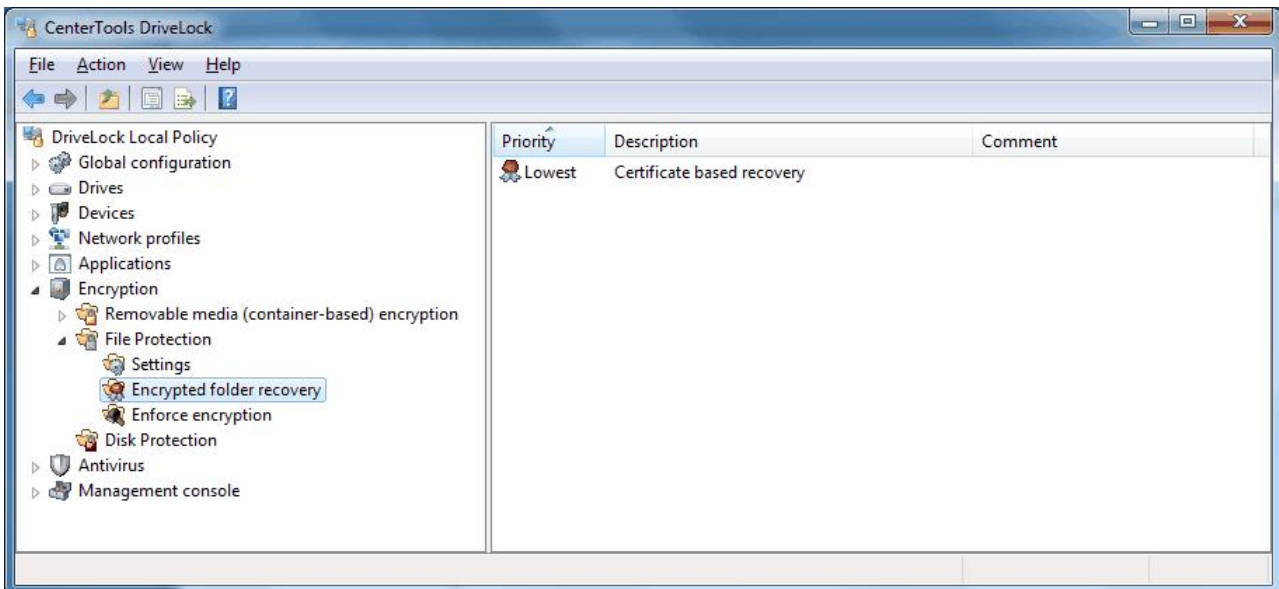 CenterTools DriveLock
File Action View Help
DriveLock Local Policy
Global configuration
Drives
Devices
Network profiles
Applications
Encryption
Removable media (container-based) encryption
File Protection
Settings
Encrypted folder recovery
Enforce encryption
Disk Protection
Antivirus
Management console
Priority Description Comment
Lowest Certificate based recovery